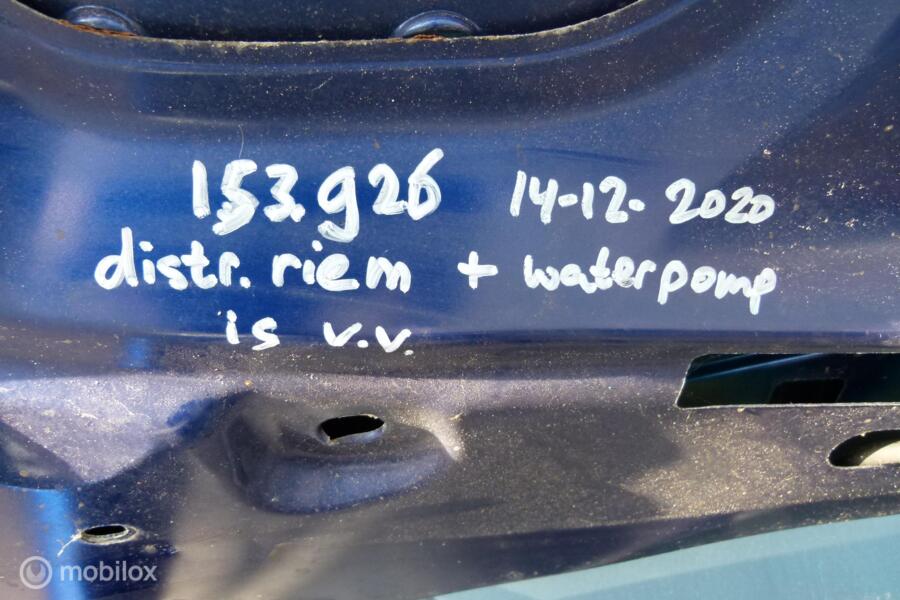 153.926 14-12-2020
distr. riem + waterpomp
is v.v.
mobilox